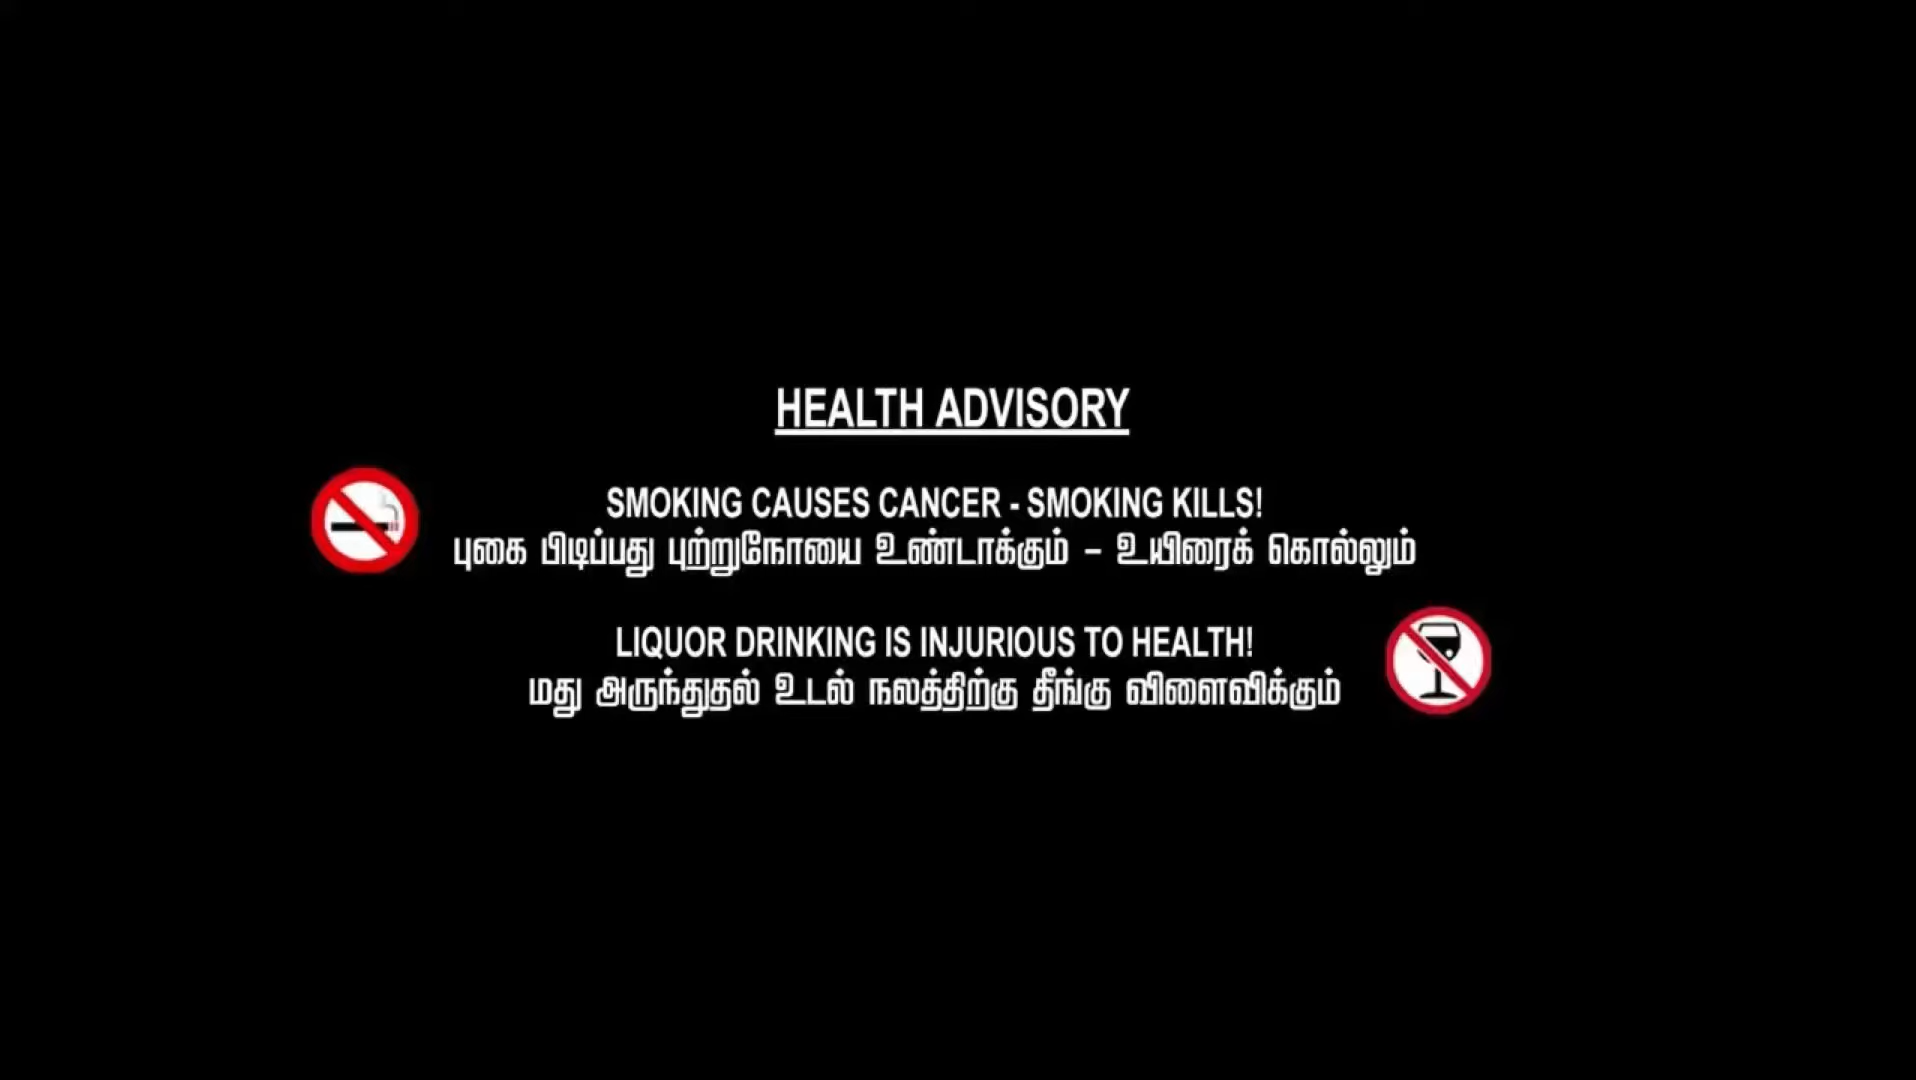 HEALTH ADVISORY
SMOKING CAUSES CANCER - SMOKING KILLS!
புகை பிடிப்பது புற்றுநோயை உண்டாக்கும் – உயிரைக் கொல்லும்
LIQUOR DRINKING IS INJURIOUS TO HEALTH!
மது அருந்துதல் உடல் நலத்திற்கு தீங்கு விளைவிக்கும்